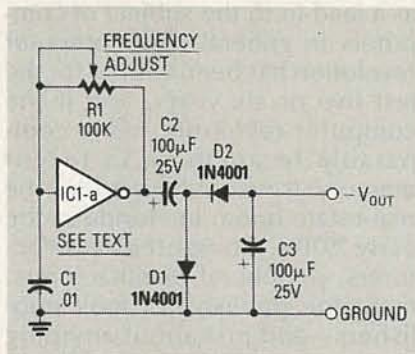 FREQUENCY
ADJUST
R1
100K
C2
100µF
25V
D2
1N4001
IC1-a
SEE TEXT
+
−V_OUT
C1
.01
D1
1N4001
C3
100µF
25V
+
GROUND